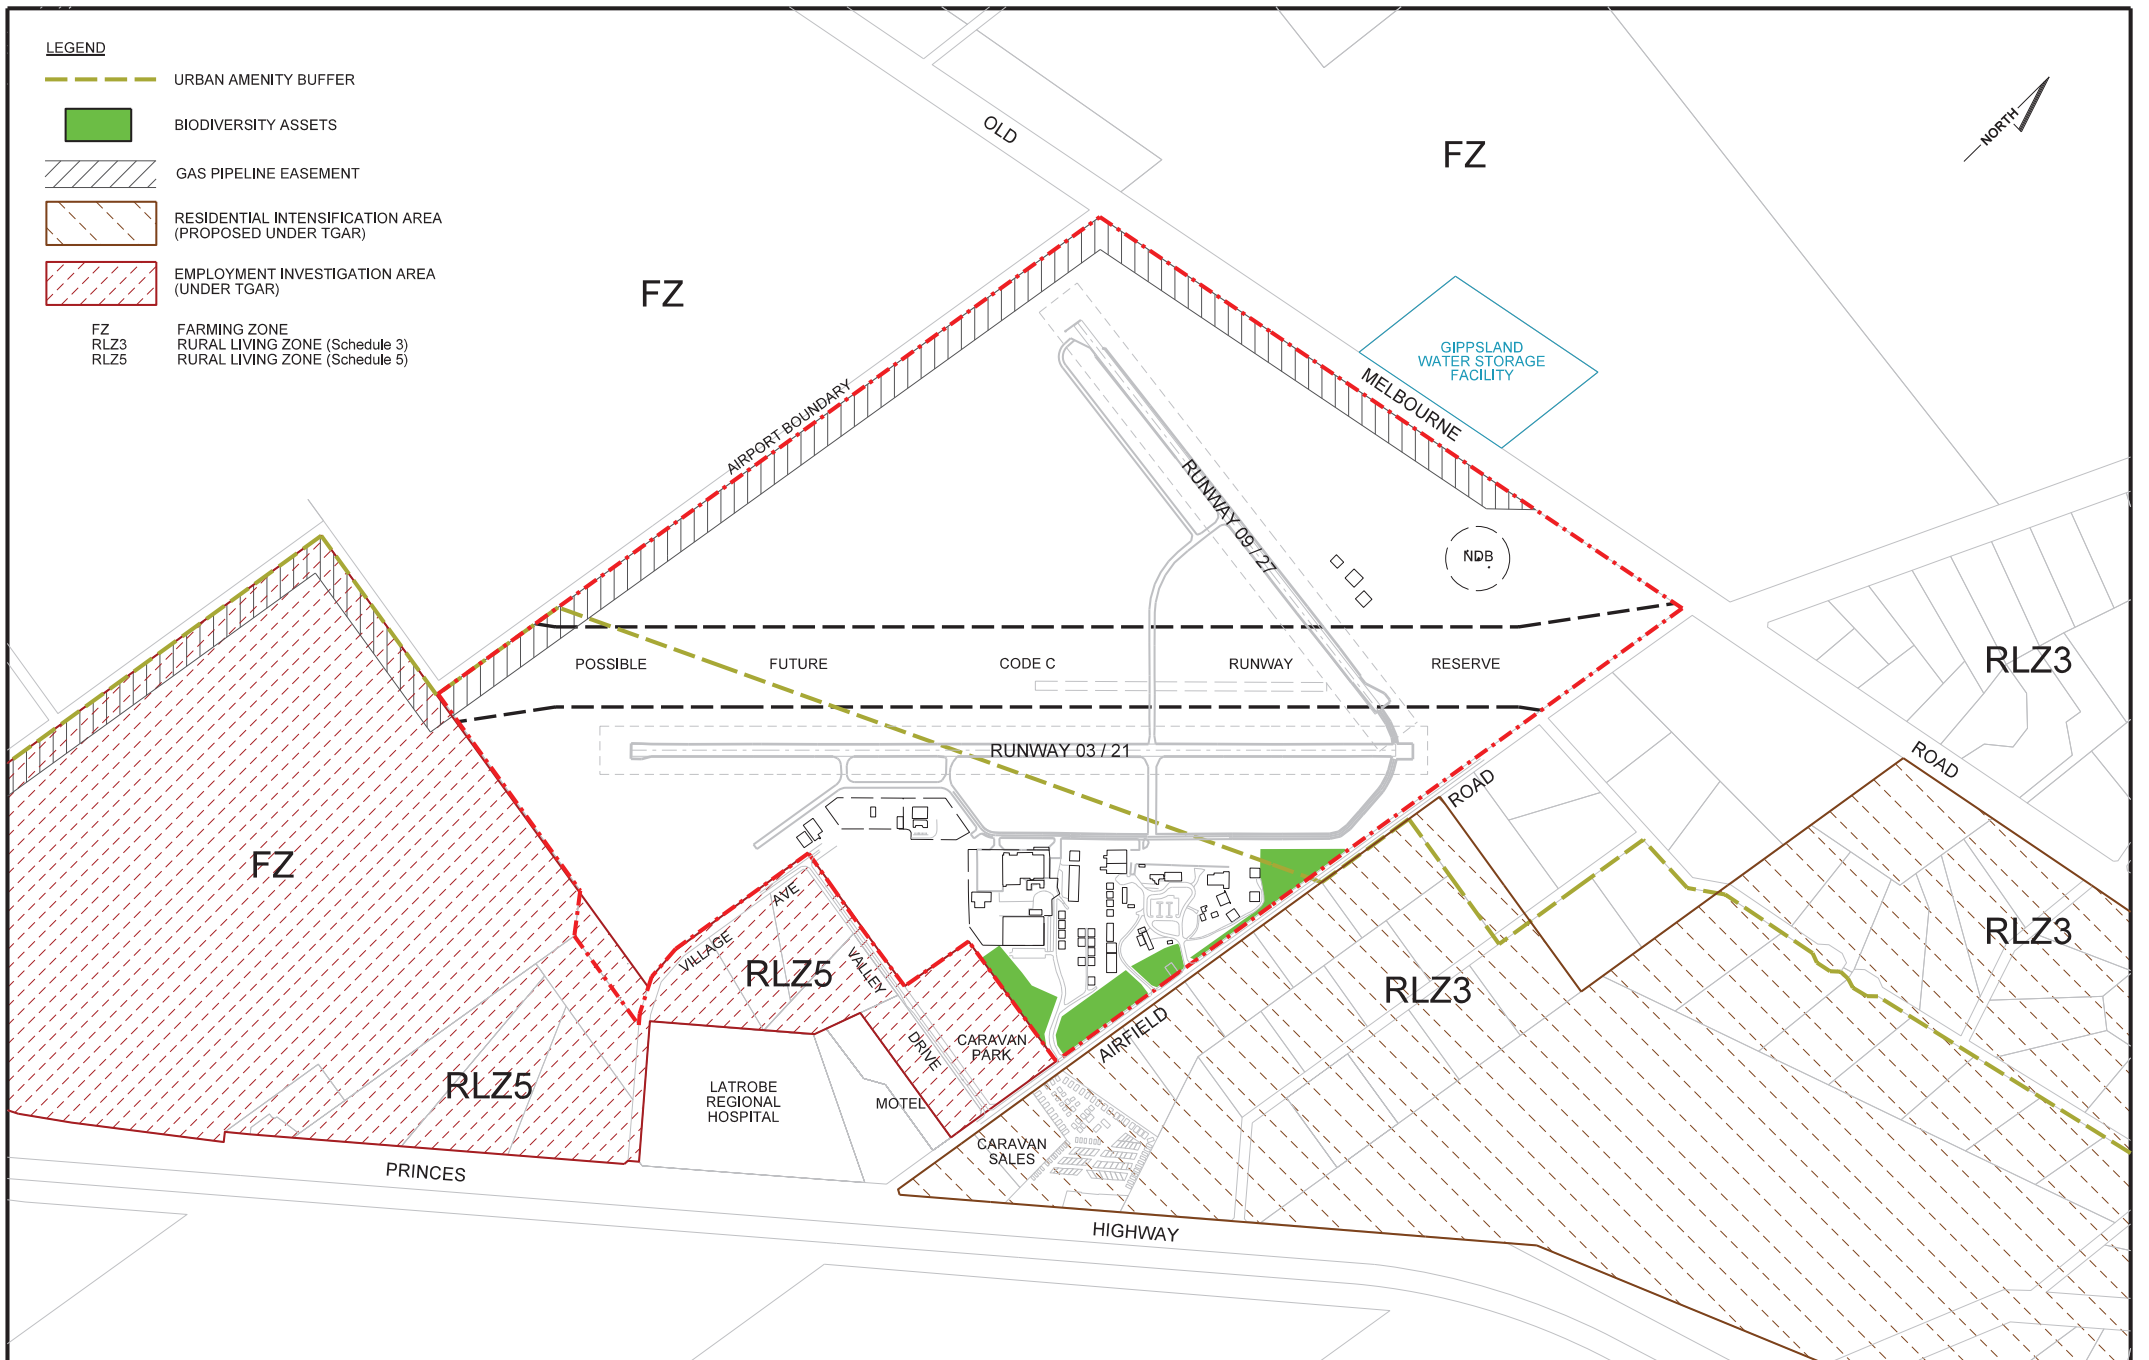 LEGEND
URBAN AMENITY BUFFER
BIODIVERSITY ASSETS
GAS PIPELINE EASEMENT
RESIDENTIAL INTENSIFICATION AREA
(PROPOSED UNDER TGAR)
EMPLOYMENT INVESTIGATION AREA
(UNDER TGAR)
FZ FARMING ZONE
RLZ3 RURAL LIVING ZONE (Schedule 3)
RLZ5 RURAL LIVING ZONE (Schedule 5)
NORTH
OLD
FZ
FZ
GIPPSLAND
WATER STORAGE
FACILITY
MELBOURNE
AIRPORT BOUNDARY
RUNWAY 09 / 27
NDB
POSSIBLE FUTURE CODE C RUNWAY RESERVE
RLZ3
RUNWAY 03 / 21
ROAD
ROAD
FZ
VILLAGE AVE
RLZ5
VALLEY
DRIVE
RLZ3
RLZ3
CARAVAN
PARK
AIRFIELD
RLZ5
LATROBE
REGIONAL
HOSPITAL
MOTEL
CARAVAN
SALES
PRINCES
HIGHWAY